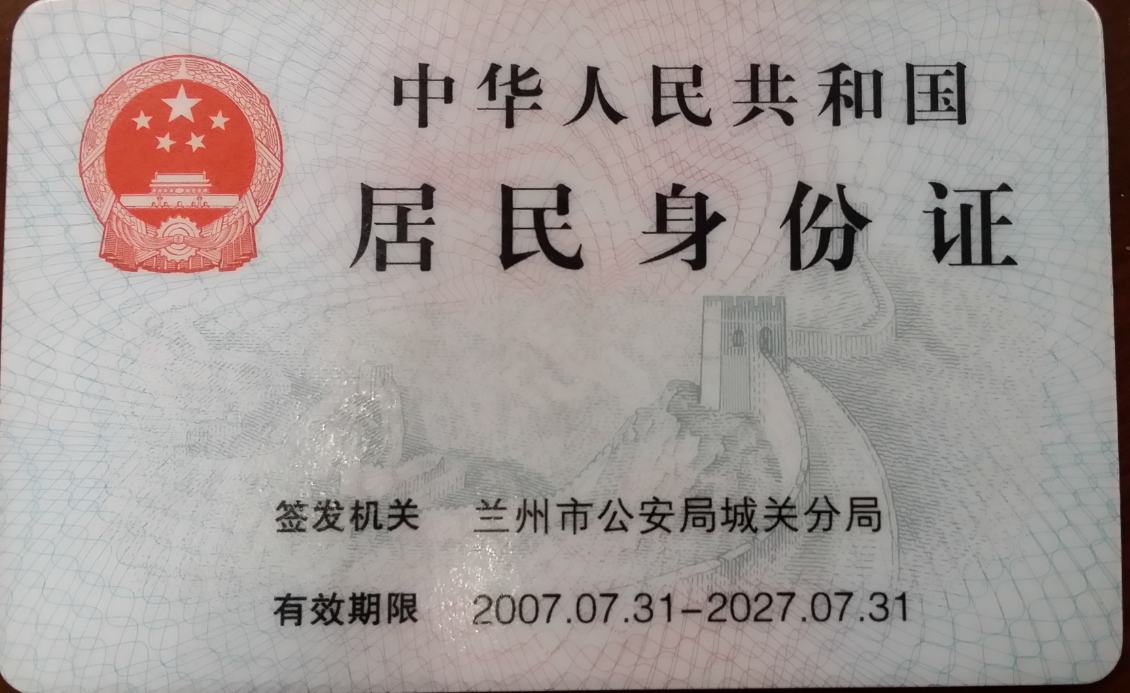 中华人民共和国
居民身份证
签发机关 兰州市公安局城关分局
有效期限 2007.07.31-2027.07.31